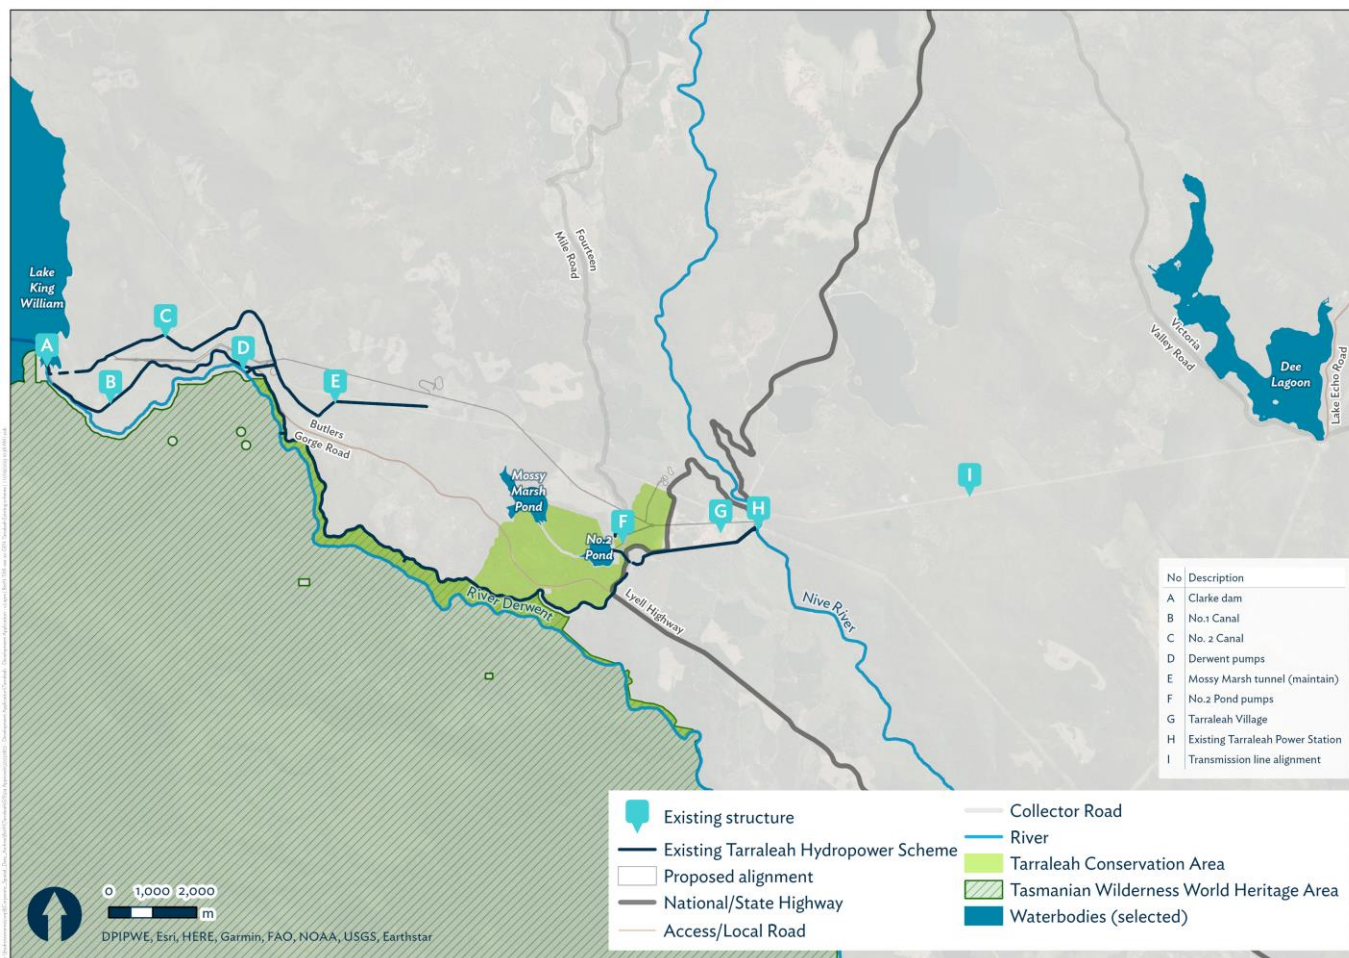 Lake
King
William
A
B
C
D
E
Butlers
Gorge Road
Fourteen
Mile Road
Mossy
Marsh
Pond
No.2
Pond
F
G
H
I
River Derwent
Lyell Highway
Nive River
Victoria
Valley Road
Dee
Lagoon
Lake Echo Road
No Description
A Clarke dam
B No.1 Canal
C No. 2 Canal
D Derwent pumps
E Mossy Marsh tunnel (maintain)
F No.2 Pond pumps
G Tarraleah Village
H Existing Tarraleah Power Station
I Transmission line alignment
Existing structure
Existing Tarraleah Hydropower Scheme
Proposed alignment
National/State Highway
Access/Local Road
Collector Road
River
Tarraleah Conservation Area
Tasmanian Wilderness World Heritage Area
Waterbodies (selected)
0 1,000 2,000
m
DPIPWE, Esri, HERE, Garmin, FAO, NOAA, USGS, Earthstar